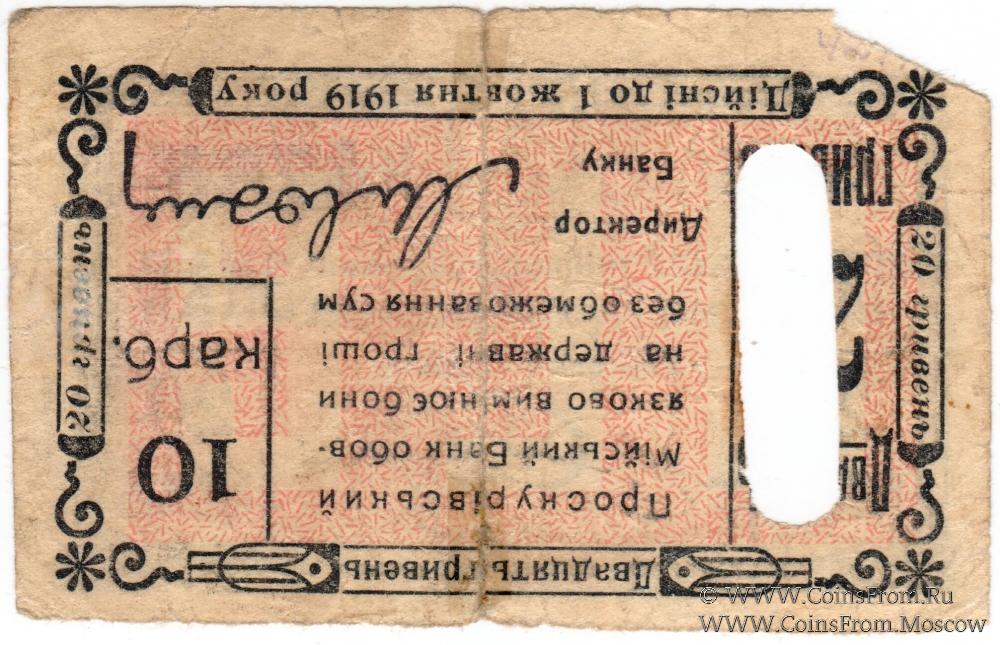 Двадцять гривень
20 гривень
Проскурівський
Мійський Банк обов-
язково вимінює бони
на державні гроші
без обмежовання сум
10
карб.
Директор
Банку
20 гривень
Дійсні до 1 жовтня 1919 року
© WWW.CoinsFrom.Ru
WWW.CoinsFrom.Moscow